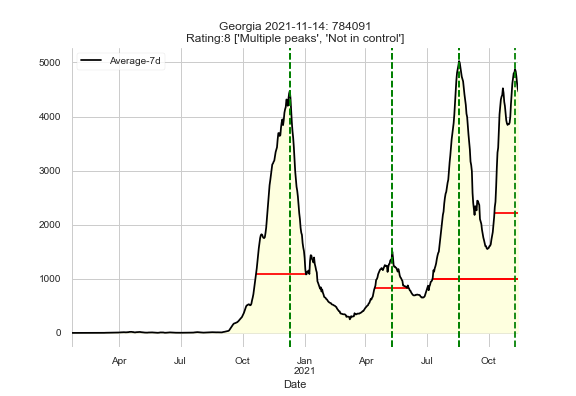 Georgia 2021-11-14: 784091
Rating:8 ['Multiple peaks', 'Not in control']
Average-7d
5000
4000
3000
2000
1000
0
Apr Jul Oct Jan Apr Jul Oct
2021
Date